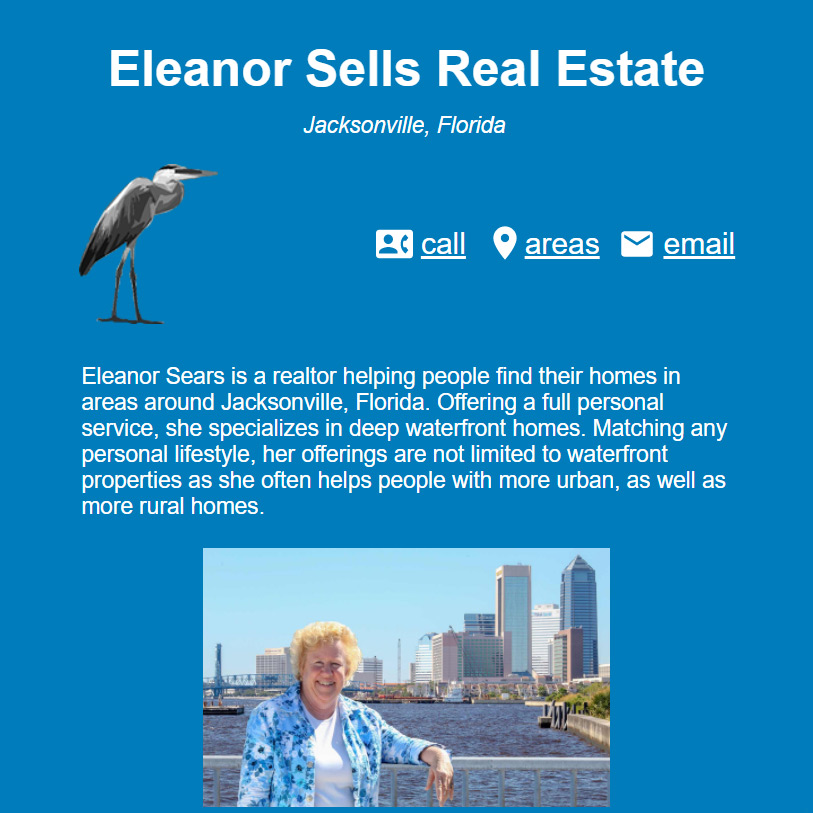 Eleanor Sells Real Estate
Jacksonville, Florida
call areas email
Eleanor Sears is a realtor helping people find their homes in
areas around Jacksonville, Florida. Offering a full personal
service, she specializes in deep waterfront homes. Matching any
personal lifestyle, her offerings are not limited to waterfront
properties as she often helps people with more urban, as well as
more rural homes.